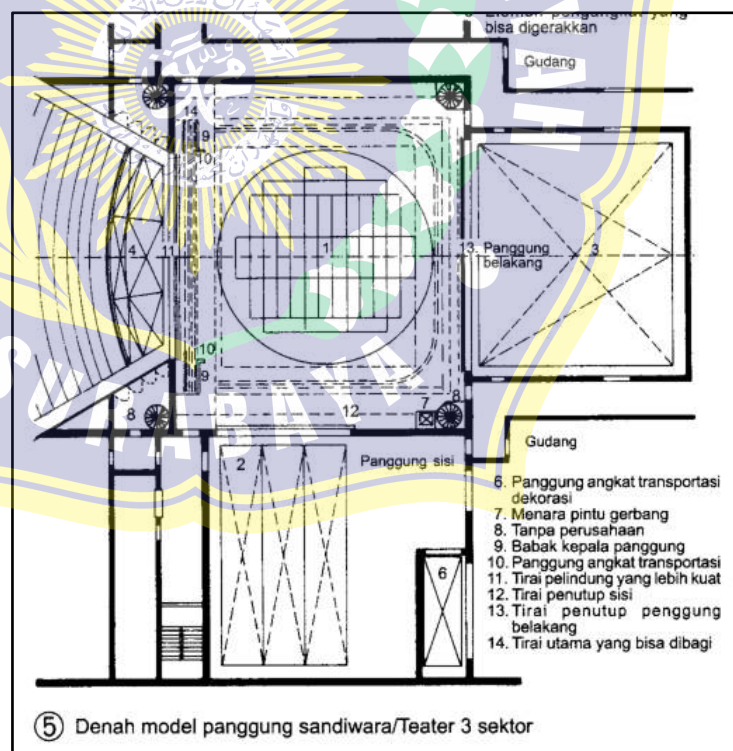 bisa digerakkan
Gudang
14
9
10
4
11
1
13. Panggung
belakang
3
10
9
8
12
7
8
2
Panggung sisi
6
Gudang
6. Panggung angkat transportasi
dekorasi
7. Menara pintu gerbang
8. Tanpa perusahaan
9. Babak kepala panggung
10. Panggung angkat transportasi
11. Tirai pelindung yang lebih kuat
12. Tirai penutup sisi
13. Tirai penutup penggung
belakang
14. Tirai utama yang bisa dibagi
5 Denah model panggung sandiwara/Teater 3 sektor
SURABAYA